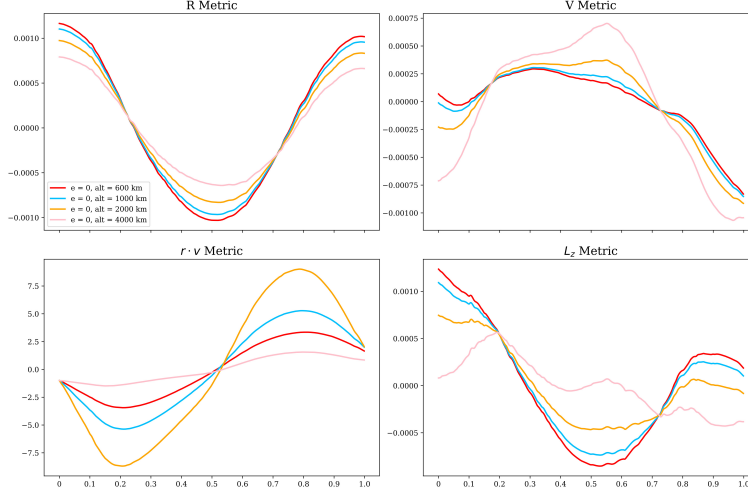 R Metric
0.0010
0.0005
0.0000
−0.0005
−0.0010
e = 0, alt = 600 km
e = 0, alt = 1000 km
e = 0, alt = 2000 km
e = 0, alt = 4000 km
V Metric
0.00075
0.00050
0.00025
0.00000
−0.00025
−0.00050
−0.00075
−0.00100
r · v Metric
7.5
5.0
2.5
0.0
−2.5
−5.0
−7.5
0 0.1 0.2 0.3 0.4 0.5 0.6 0.7 0.8 0.9 1.0
L_z Metric
0.0010
0.0005
0.0000
−0.0005
0 0.1 0.2 0.3 0.4 0.5 0.6 0.7 0.8 0.9 1.0